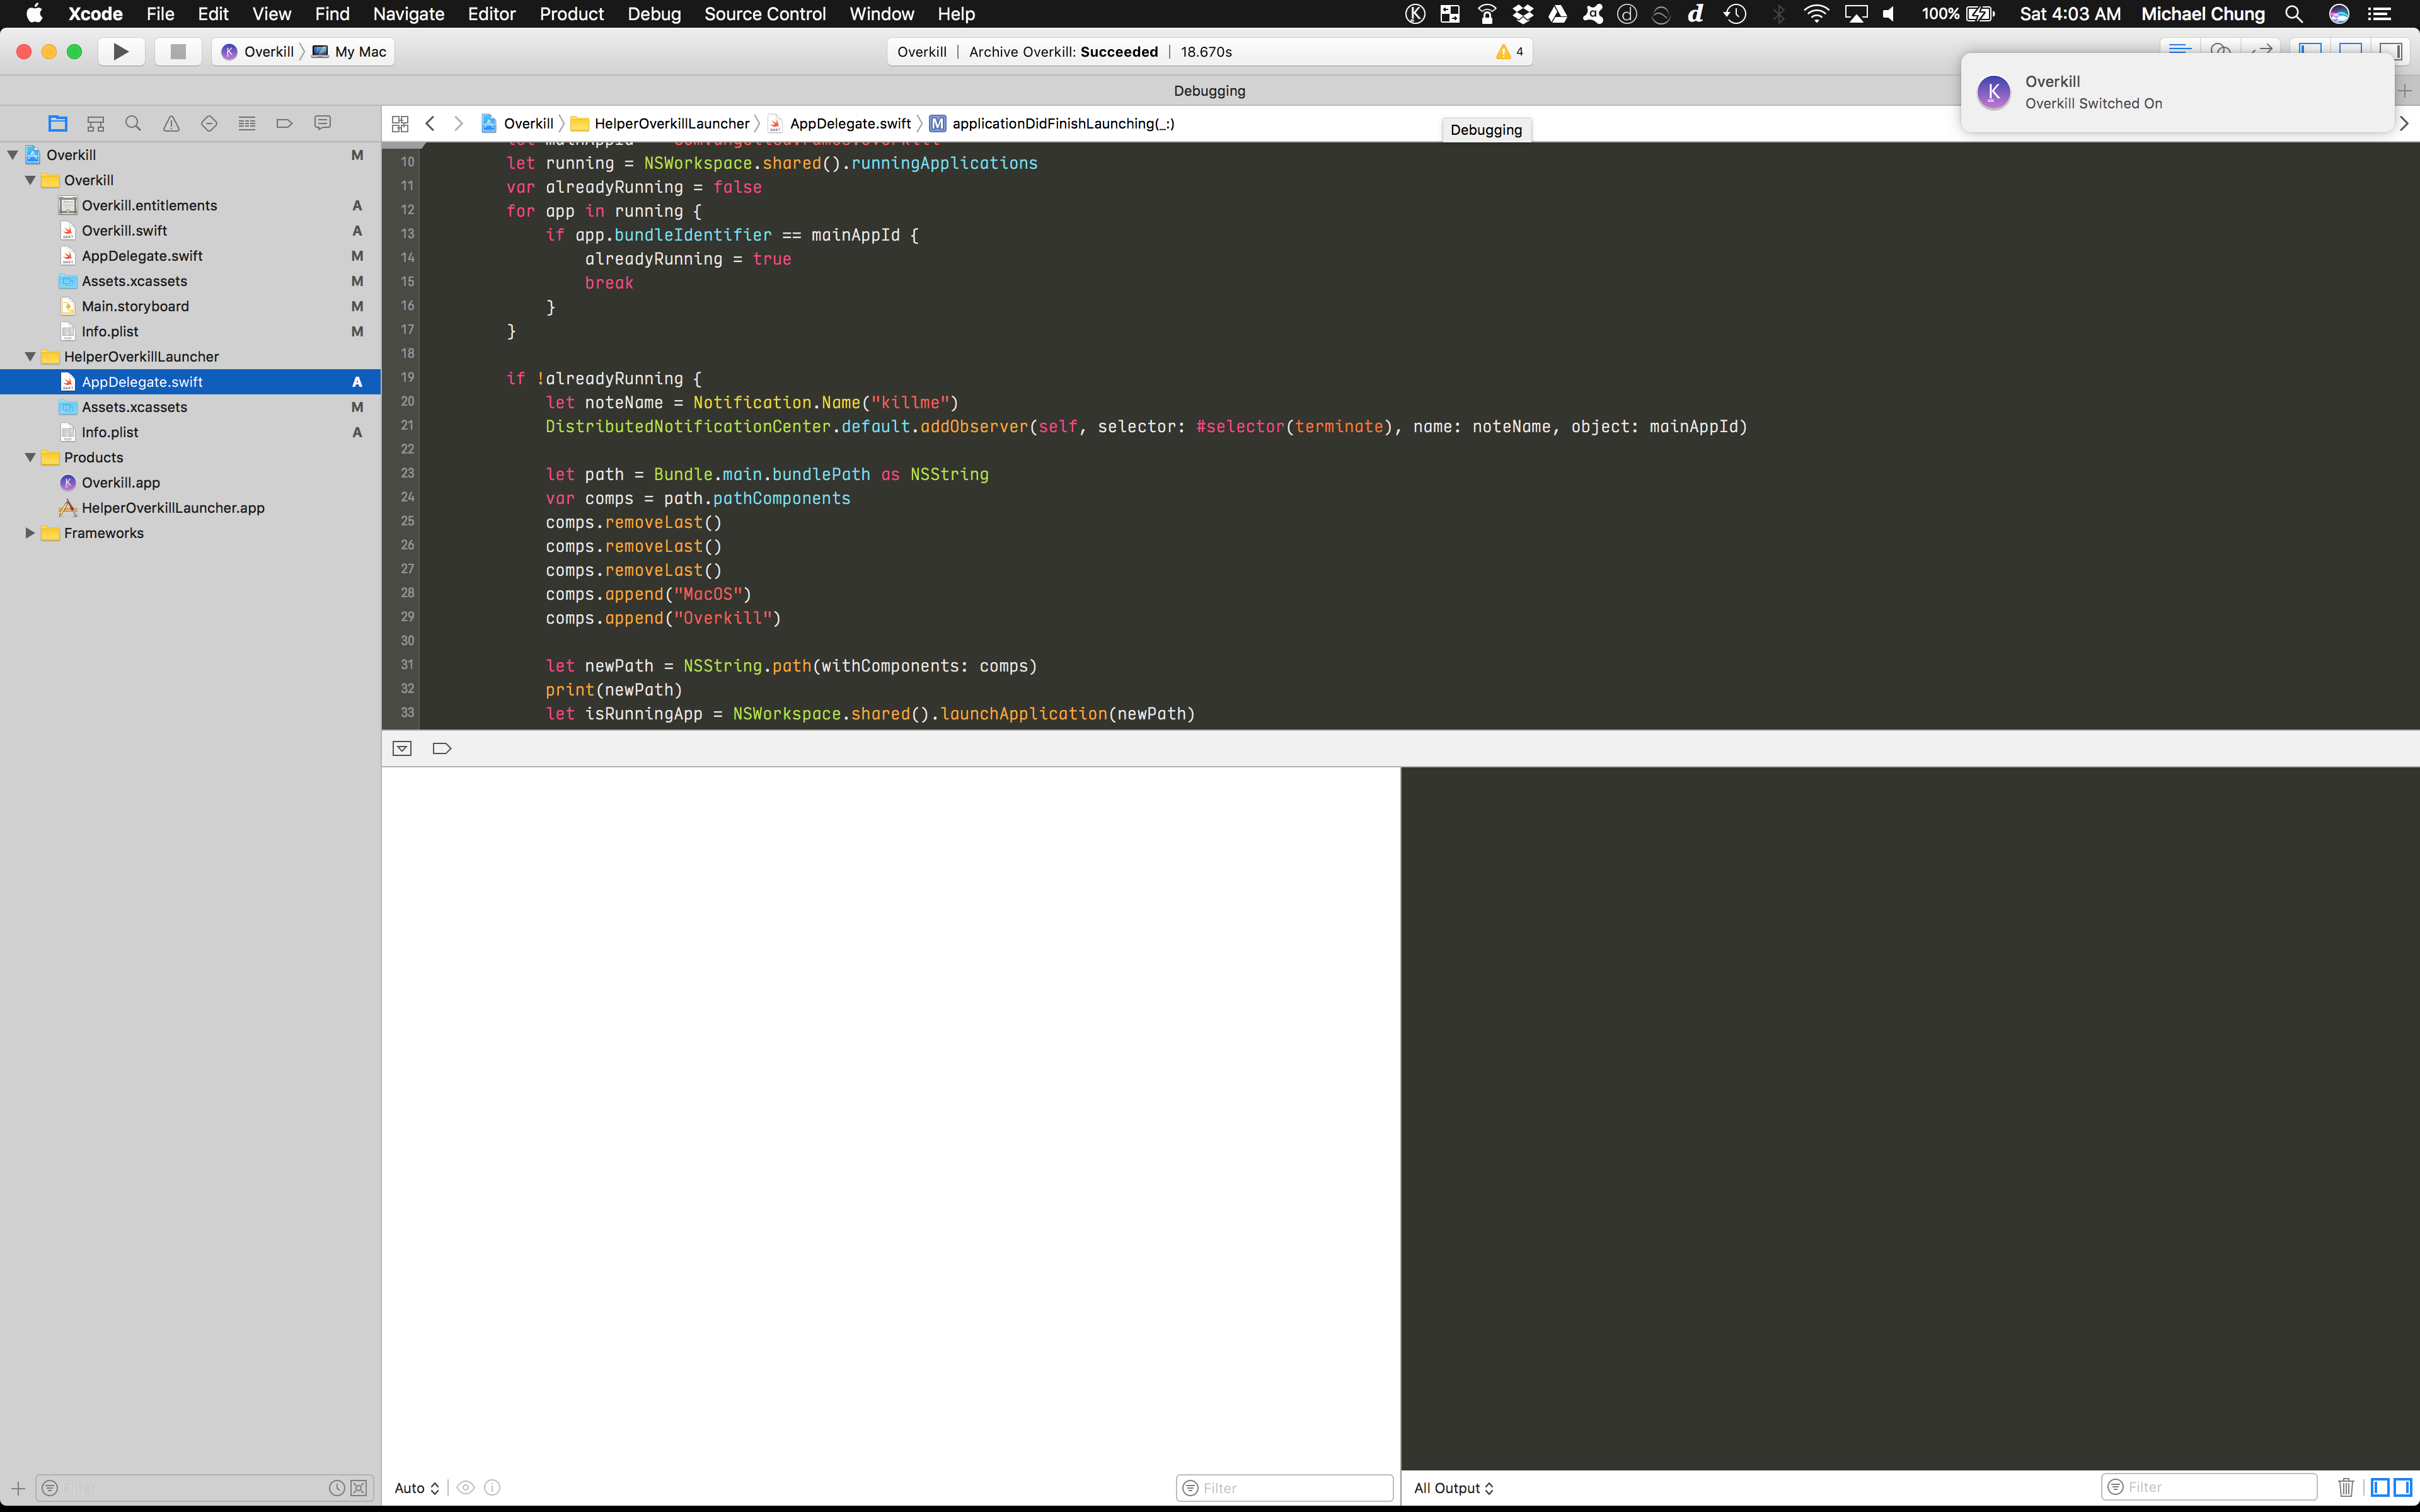 Xcode File Edit View Find Navigate Editor Product Debug Source Control Window Help 100% Sat 4:03 AM Michael Chung
Overkill My Mac
Overkill | Archive Overkill: Succeeded | 18.670s 4
Debugging
Overkill
Overkill Switched On
Overkill HelperOverkillLauncher AppDelegate.swift M applicationDidFinishLaunching(_:)
Debugging
Overkill M
Overkill
Overkill.entitlements A
Overkill.swift A
AppDelegate.swift M
Assets.xcassets M
Main.storyboard M
Info.plist M
HelperOverkillLauncher
AppDelegate.swift A
Assets.xcassets M
Info.plist A
Products
Overkill.app
HelperOverkillLauncher.app
Frameworks
10 let running = NSWorkspace.shared().runningApplications
11 var alreadyRunning = false
12 for app in running {
13 if app.bundleIdentifier == mainAppId {
14 alreadyRunning = true
15 break
16 }
17 }
18
19 if !alreadyRunning {
20 let noteName = Notification.Name("killme")
21 DistributedNotificationCenter.default.addObserver(self, selector: #selector(terminate), name: noteName, object: mainAppId)
22
23 let path = Bundle.main.bundlePath as NSString
24 var comps = path.pathComponents
25 comps.removeLast()
26 comps.removeLast()
27 comps.removeLast()
28 comps.append("MacOS")
29 comps.append("Overkill")
30
31 let newPath = NSString.path(withComponents: comps)
32 print(newPath)
33 let isRunningApp = NSWorkspace.shared().launchApplication(newPath)
Filter
Auto
Filter
All Output
Filter